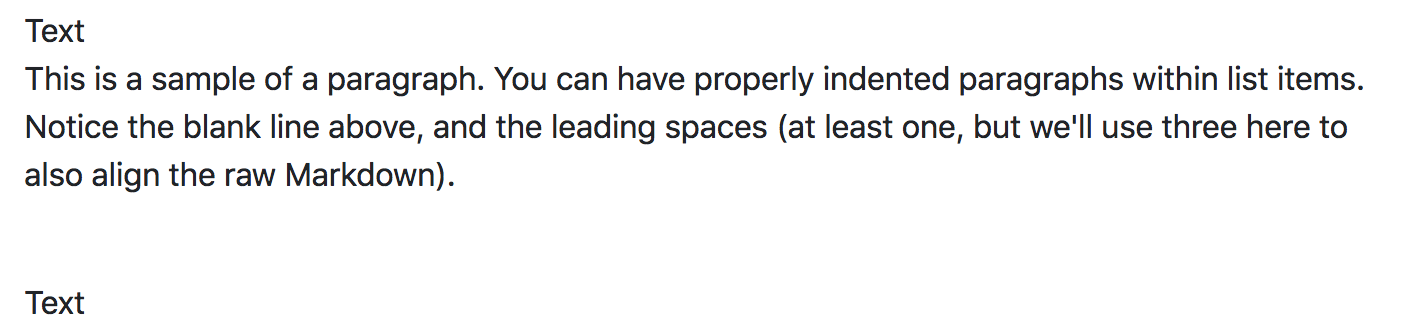 Text
This is a sample of a paragraph. You can have properly indented paragraphs within list items.
Notice the blank line above, and the leading spaces (at least one, but we'll use three here to
also align the raw Markdown).
Text